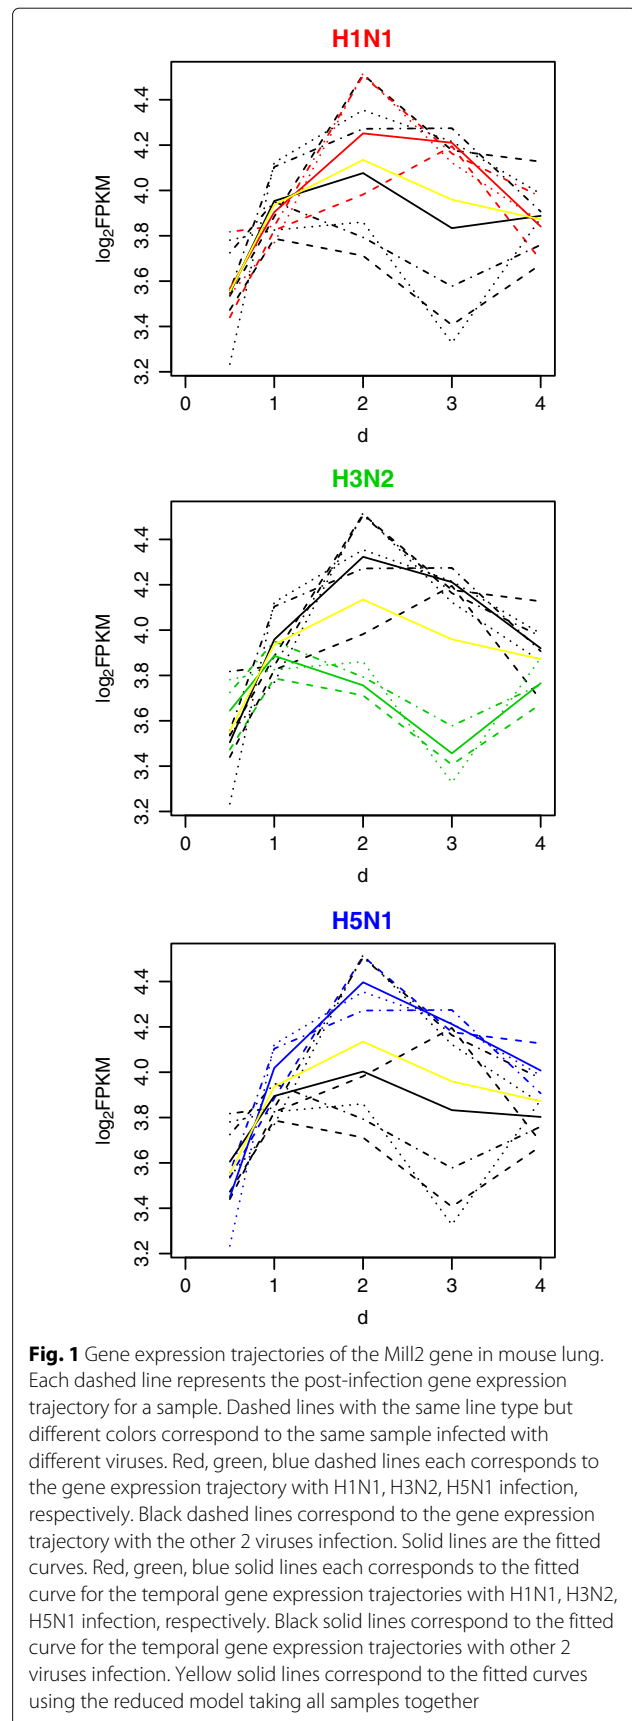 H1N1
log2FPKM
4.4
4.2
4.0
3.8
3.6
3.4
3.2
0 1 2 3 4
d
H3N2
log2FPKM
4.4
4.2
4.0
3.8
3.6
3.4
3.2
0 1 2 3 4
d
H5N1
log2FPKM
4.4
4.2
4.0
3.8
3.6
3.4
3.2
0 1 2 3 4
d
Fig. 1 Gene expression trajectories of the Mill2 gene in mouse lung.
Each dashed line represents the post-infection gene expression
trajectory for a sample. Dashed lines with the same line type but
different colors correspond to the same sample infected with
different viruses. Red, green, blue dashed lines each corresponds to
the gene expression trajectory with H1N1, H3N2, H5N1 infection,
respectively. Black dashed lines correspond to the gene expression
trajectory with the other 2 viruses infection. Solid lines are the fitted
curves. Red, green, blue solid lines each corresponds to the fitted
curve for the temporal gene expression trajectories with H1N1, H3N2,
H5N1 infection, respectively. Black solid lines correspond to the fitted
curve for the temporal gene expression trajectories with other 2
viruses infection. Yellow solid lines correspond to the fitted curves
using the reduced model taking all samples together